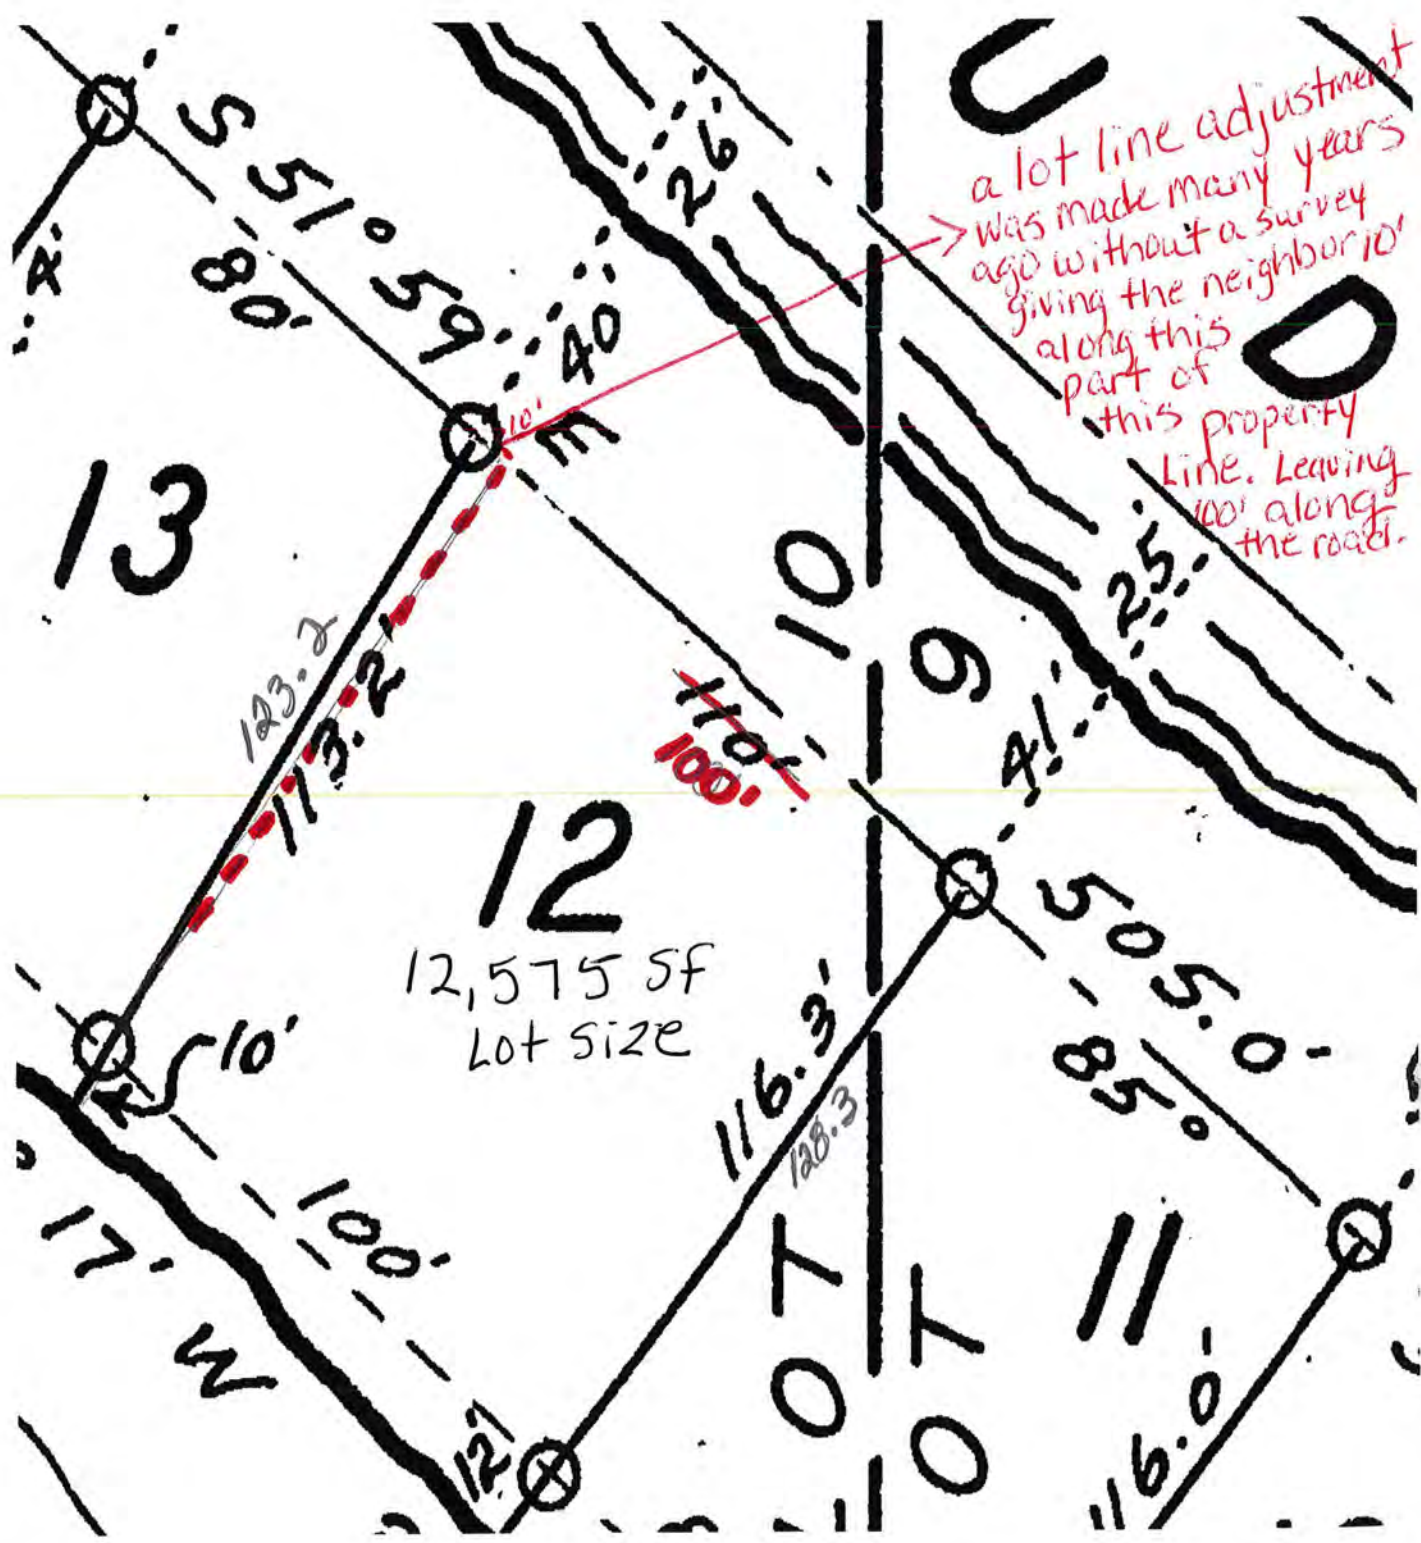 U
a lot line adjustment
was made many years
ago without a survey
giving the neighbor 10'
along this
part of
this property
Line. Leaving
100' along
the road.
D
S 51° 59' 40" E
80'
26'
10'
13
123.2
113.2'
110'
100'
10
9
25'
41'
12
12,575 sf
Lot size
10'
116.3'
128.3
505.0'
85°
100'
17' W
12'
11
116.0'
OT
OT